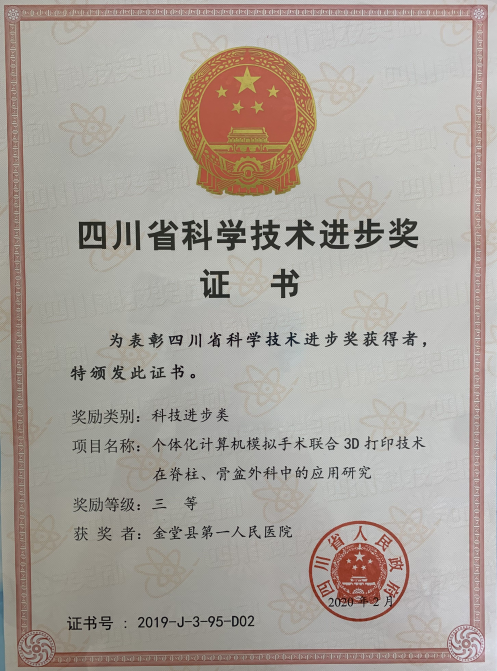 四川省科学技术进步奖
证 书
为表彰四川省科学技术进步奖获得者，
特颁发此证书。
奖励类别：科技进步类
项目名称：个体化计算机模拟手术联合3D打印技术
在脊柱、骨盆外科中的应用研究
奖励等级：三 等
获 奖 者：金堂县第一人民医院
四川省人民政府
2020年2月
证书号 ：2019-J-3-95-D02